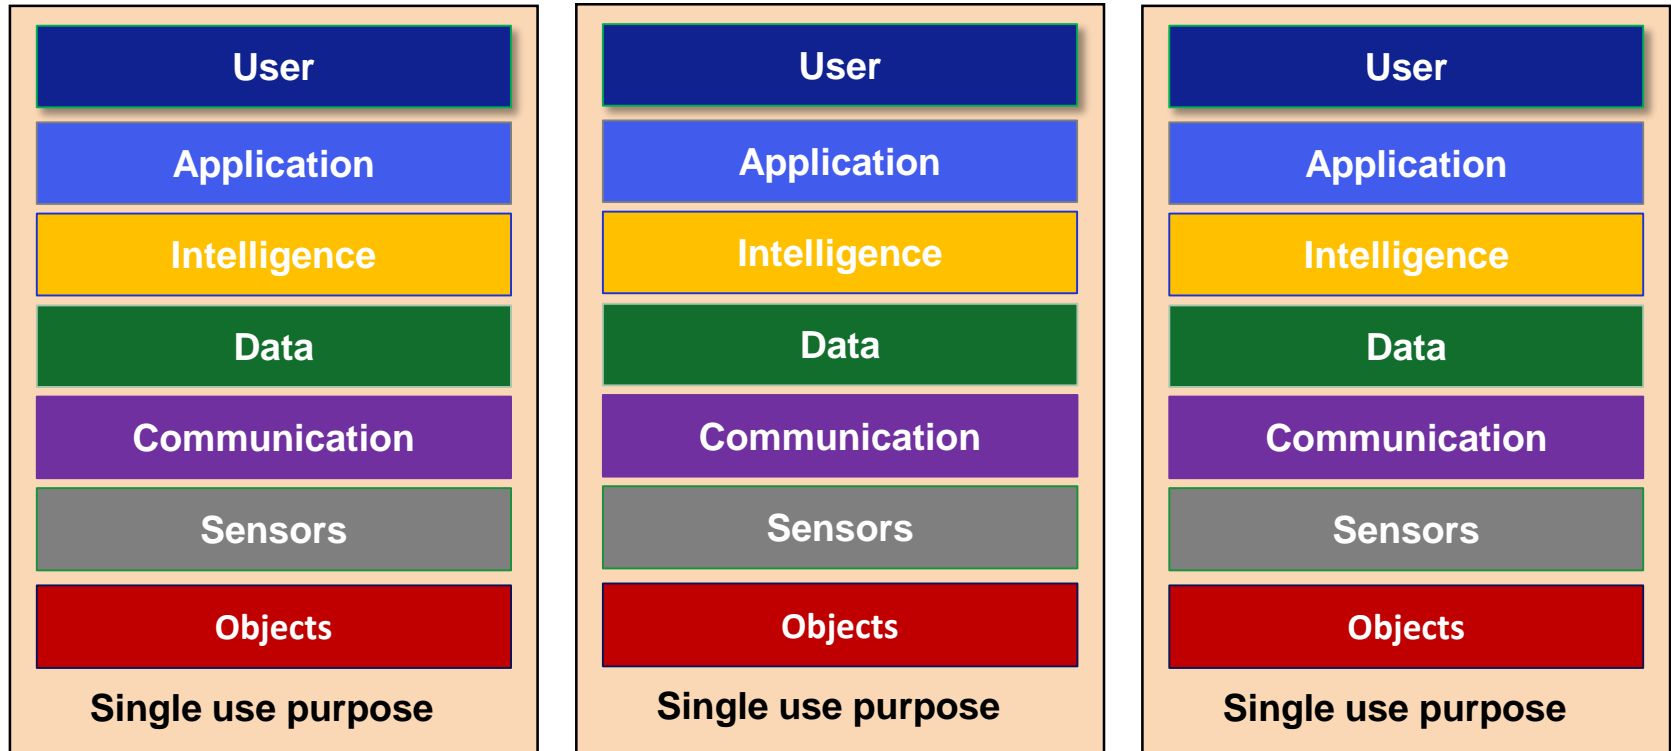 User
Application
Intelligence
Data
Communication
Sensors
Objects
Single use purpose
User
Application
Intelligence
Data
Communication
Sensors
Objects
Single use purpose
User
Application
Intelligence
Data
Communication
Sensors
Objects
Single use purpose